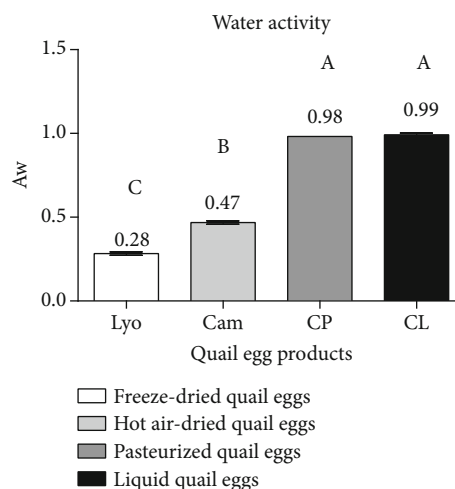 Water activity
A A
1.5
0.98 0.99
B
1.0
C
0.47
Aw
0.5
0.28
0.0
Lyo Cam CP CL
Quail egg products
Freeze-dried quail eggs
Hot air-dried quail eggs
Pasteurized quail eggs
Liquid quail eggs